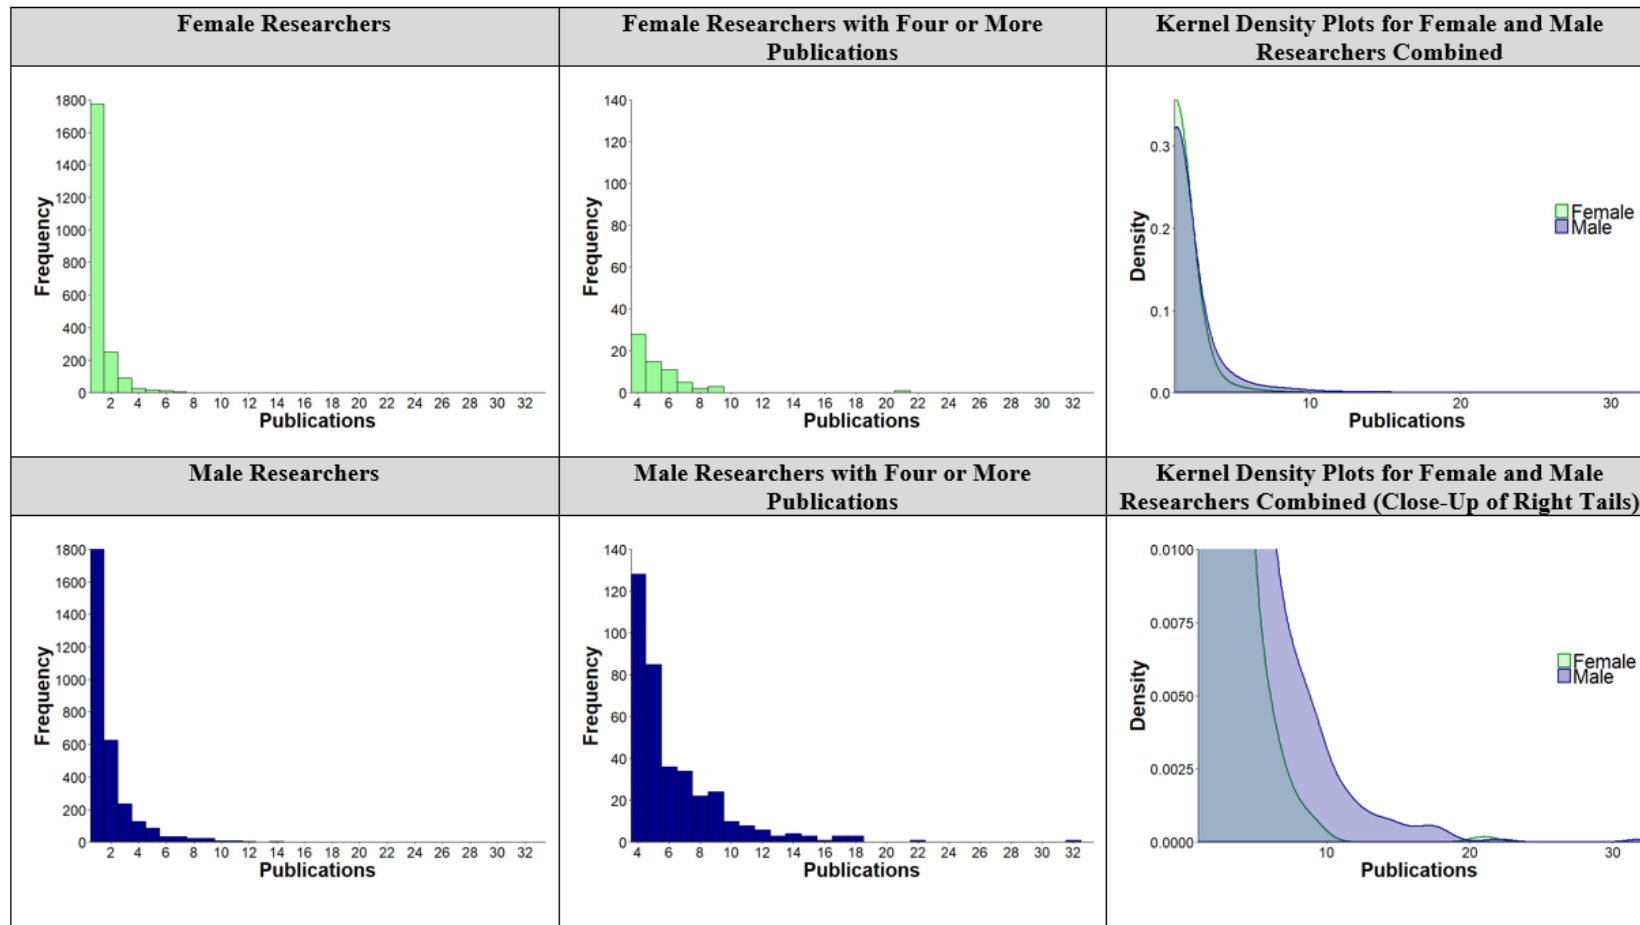 Female Researchers
Female Researchers with Four or More
Publications
Kernel Density Plots for Female and Male
Researchers Combined
1800
1600
1400
1200
1000
800
600
400
200
0
Frequency
2 4 6 8 10 12 14 16 18 20 22 24 26 28 30 32
Publications
140
120
100
80
60
40
20
0
Frequency
4 6 8 10 12 14 16 18 20 22 24 26 28 30 32
Publications
0.3
0.2
0.1
0.0
Density
10 20 30
Publications
Female
Male
Male Researchers
Male Researchers with Four or More
Publications
Kernel Density Plots for Female and Male
Researchers Combined (Close-Up of Right Tails)
1800
1600
1400
1200
1000
800
600
400
200
0
Frequency
2 4 6 8 10 12 14 16 18 20 22 24 26 28 30 32
Publications
140
120
100
80
60
40
20
0
Frequency
4 6 8 10 12 14 16 18 20 22 24 26 28 30 32
Publications
0.0100
0.0075
0.0050
0.0025
0.0000
Density
10 20 30
Publications
Female
Male